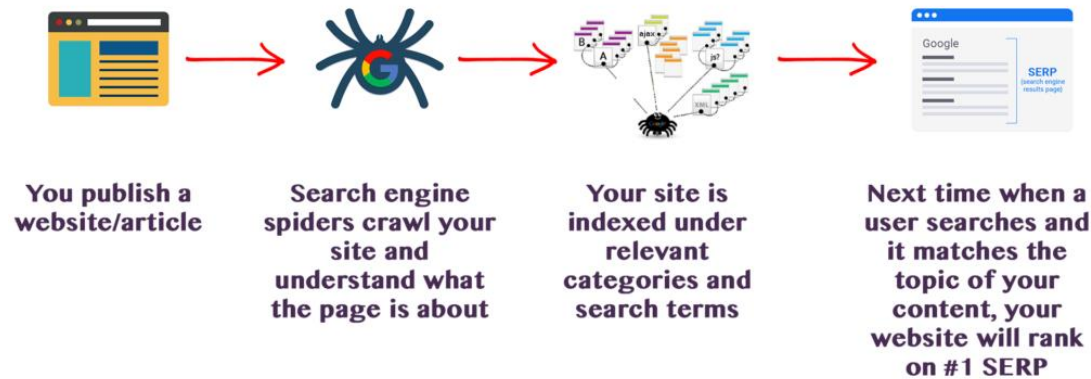 B
A
ajax
js?
XML
Google
SERP
(search engine
results page)
You publish a
website/article
Search engine
spiders crawl your
site and
understand what
the page is about
Your site is
indexed under
relevant
categories and
search terms
Next time when a
user searches and
it matches the
topic of your
content, your
website will rank
on #1 SERP